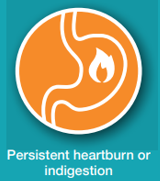 Persistent heartburn or
indigestion